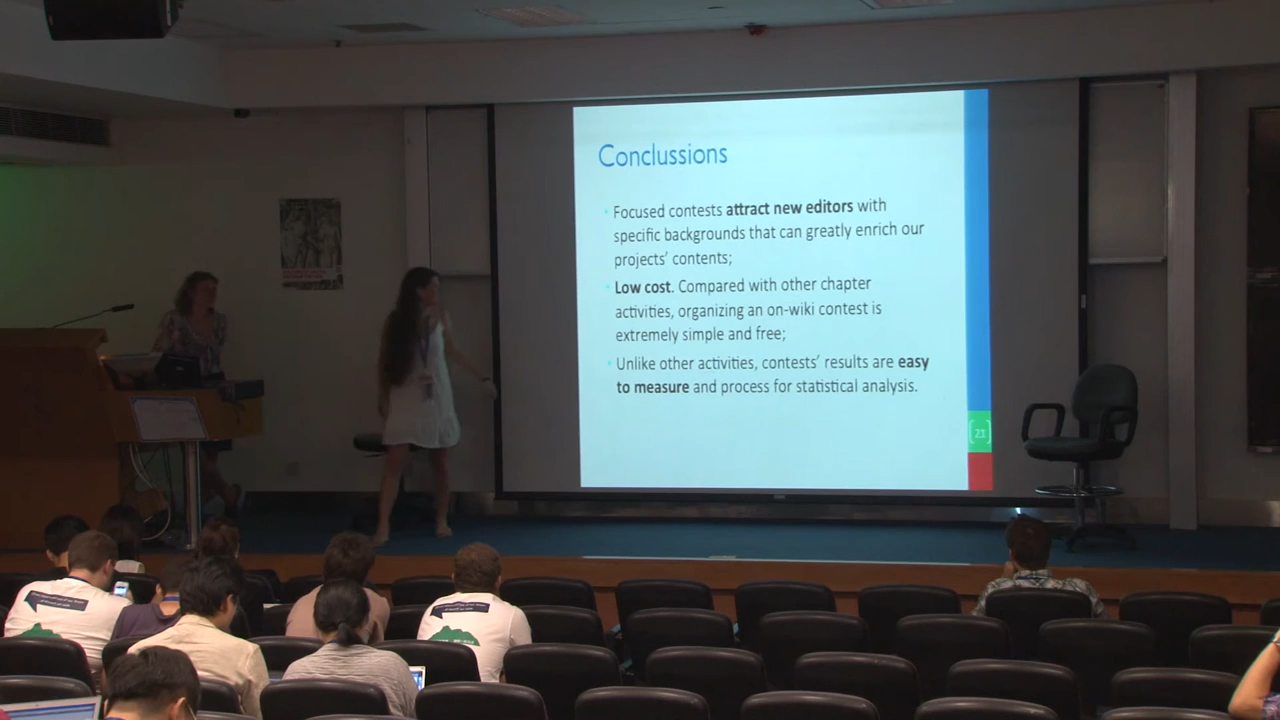 Conclussions
Focused contests attract new editors with
specific backgrounds that can greatly enrich our
projects' contents;
Low cost. Compared with other chapter
activities, organizing an on-wiki contest is
extremely simple and free;
Unlike other activities, contests' results are easy
to measure and process for statistical analysis.
[21]